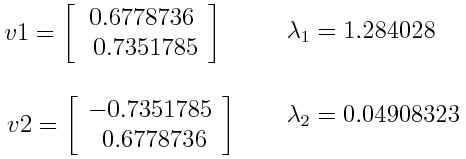 v1 = [ 0.6778736 0.7351785 ] λ₁ = 1.284028
v2 = [ −0.7351785 0.6778736 ] λ₂ = 0.04908323